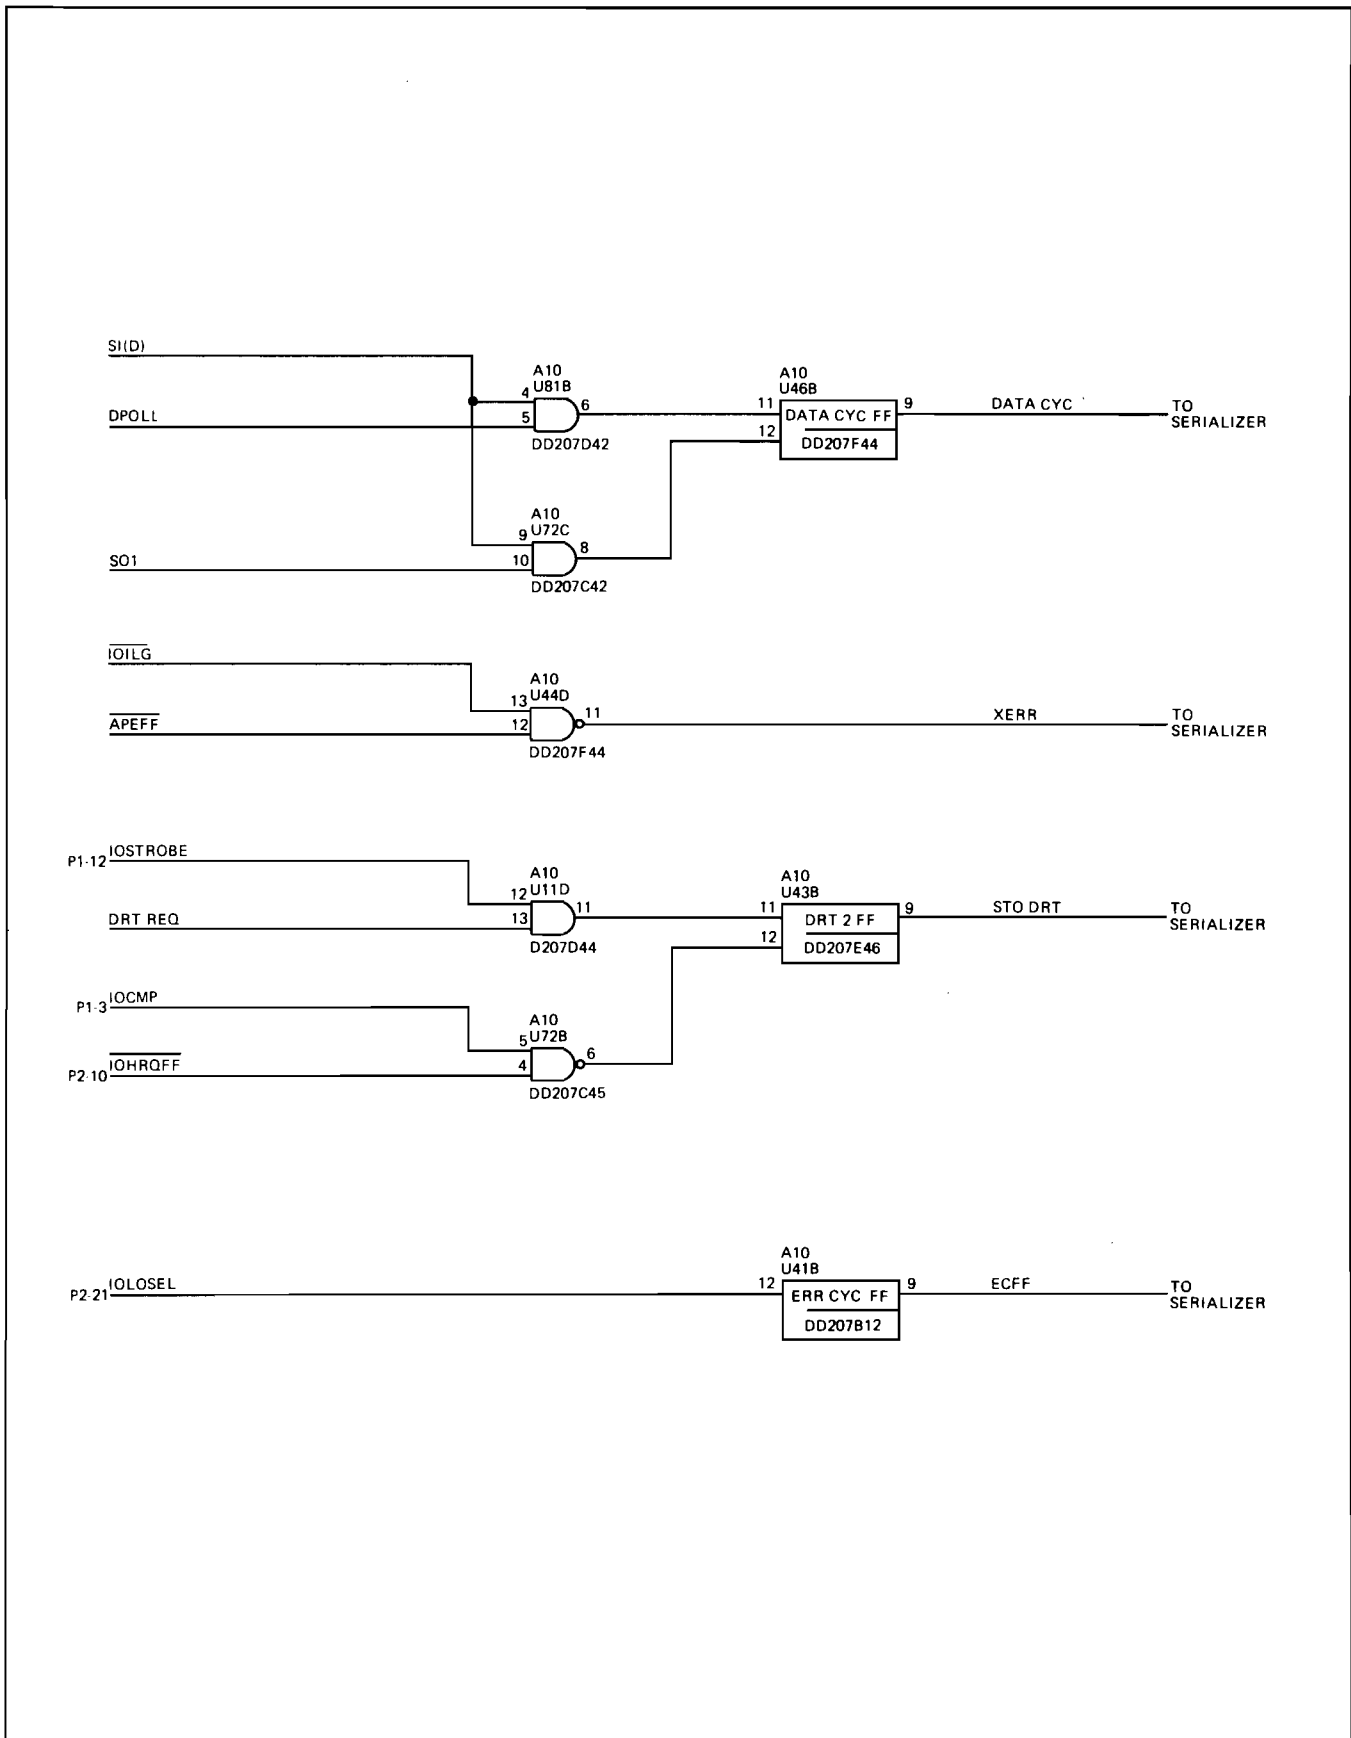 SI(D)
A10
U81B
4
5
6
DPOLL
DD207D42
A10
U46B
11
12
DATA CYC FF
DD207F44
9
DATA CYC
TO
SERIALIZER
A10
U72C
9
10
8
SO1
DD207C42
IOILG
A10
U44D
13
12
11
APEFF
DD207F44
XERR
TO
SERIALIZER
P1-12
IOSTROBE
A10
U11D
12
13
11
DRT REQ
D207D44
A10
U43B
11
12
DRT 2 FF
DD207E46
9
STO DRT
TO
SERIALIZER
P1-3
IOCMP
A10
U72B
5
4
6
P2-10
IOHRQFF
DD207C45
P2-21
IOLOSEL
A10
U41B
12
ERR CYC FF
DD207B12
9
ECFF
TO
SERIALIZER